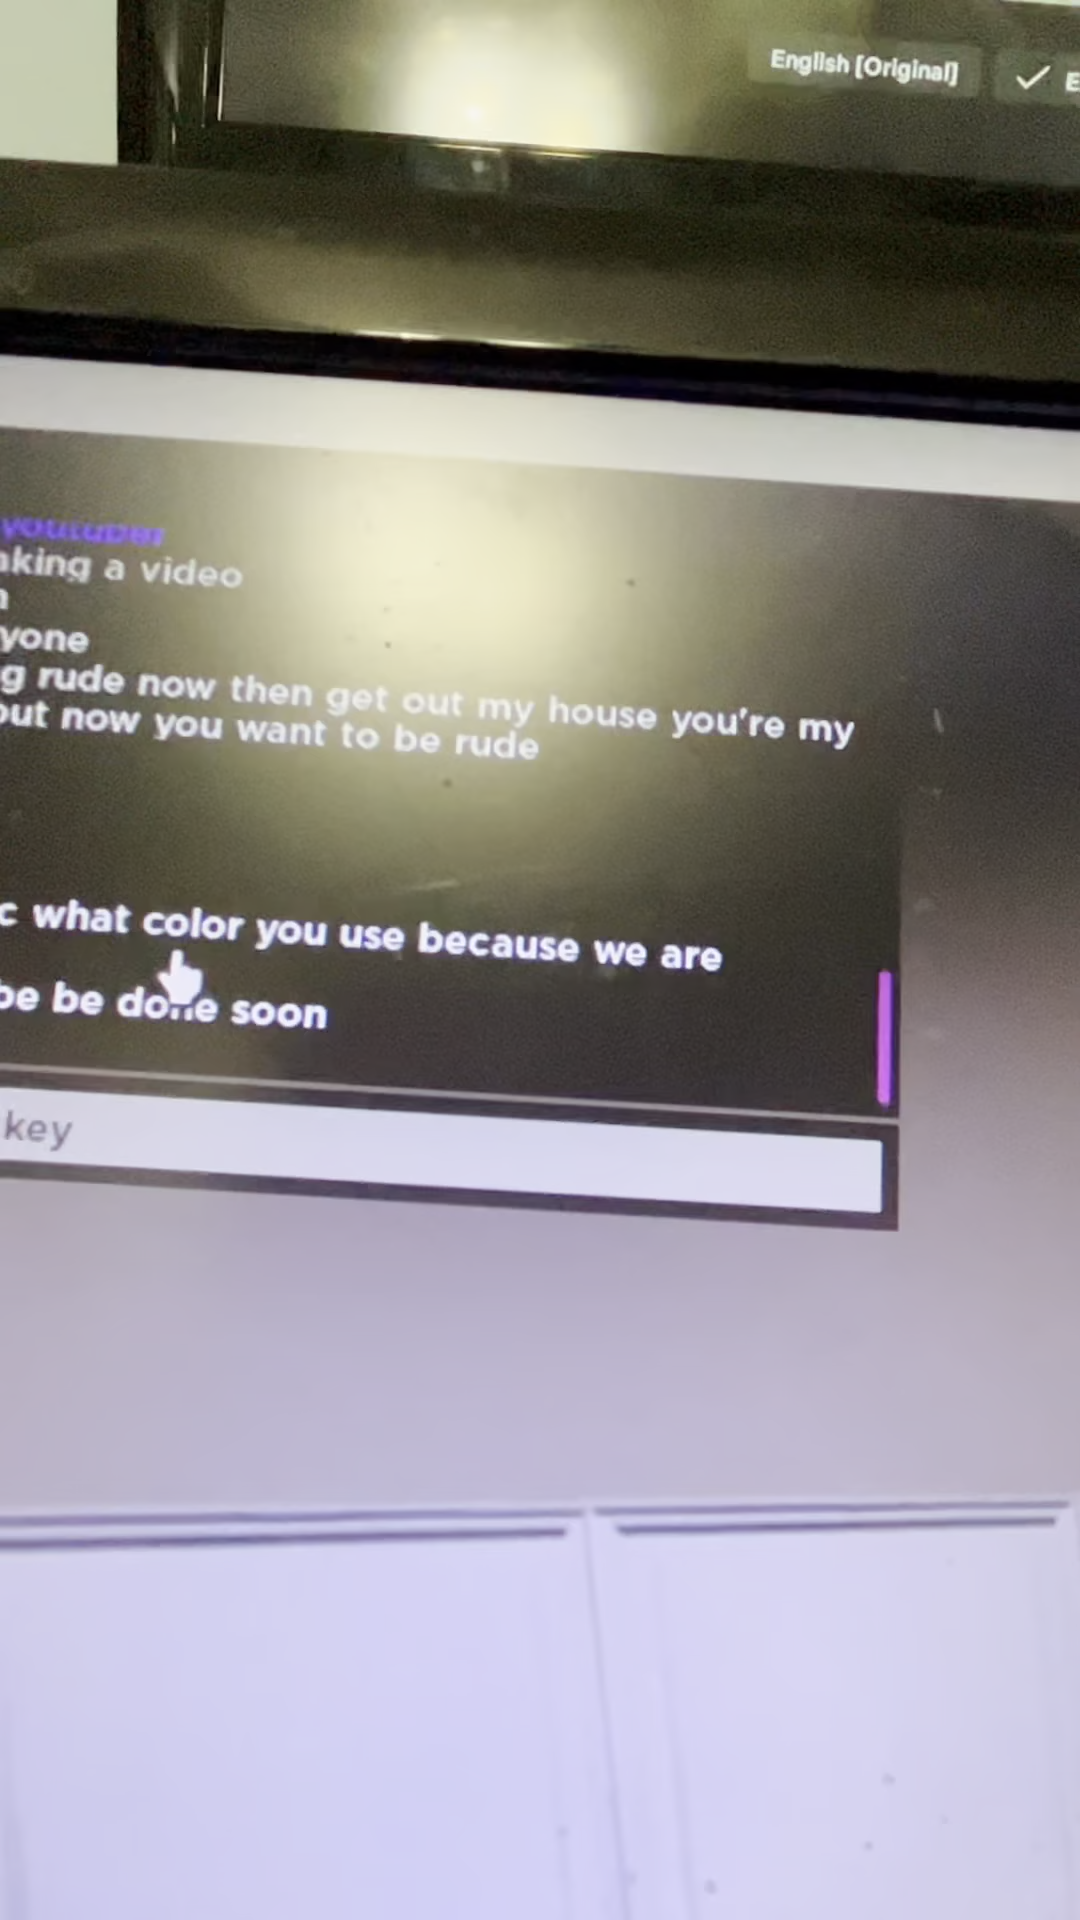 English [Original]
youtuber
aking a video
yone
g rude now then get out my house you're my
out now you want to be rude
c what color you use because we are
be be done soon
key